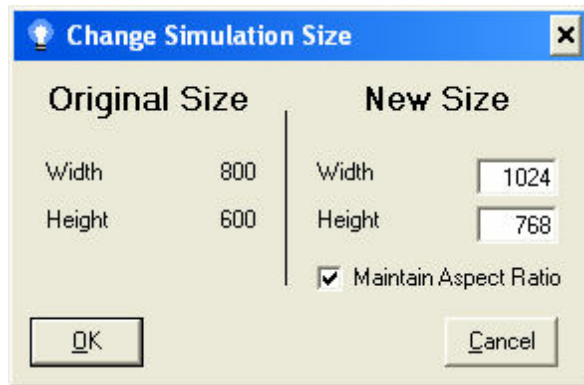 Change Simulation Size
Original Size New Size
Width 800 Width 1024
Height 600 Height 768
Maintain Aspect Ratio
OK Cancel